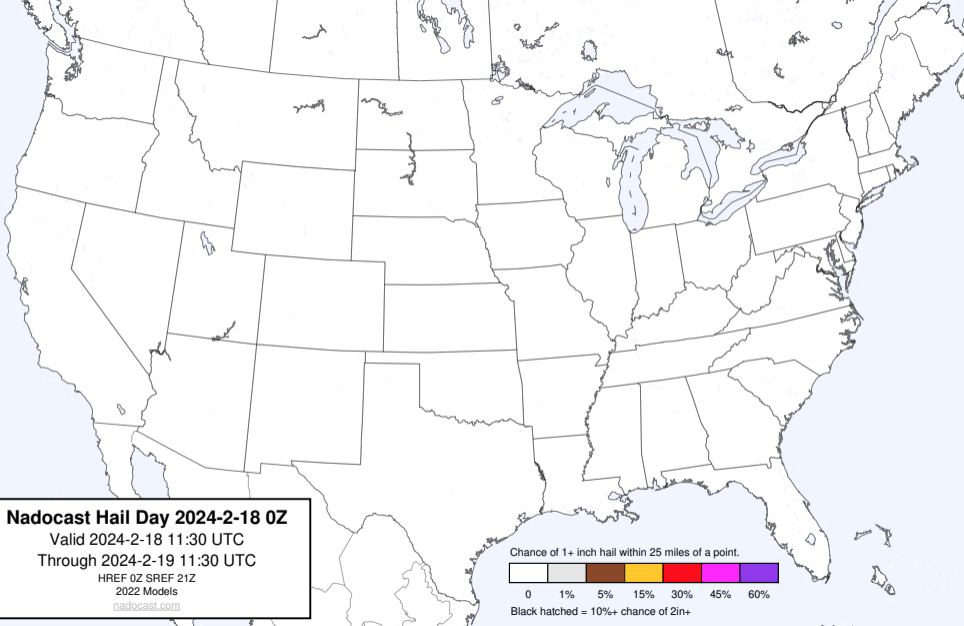 Nadocast Hail Day 2024-2-18 0Z
Valid 2024-2-18 11:30 UTC
Through 2024-2-19 11:30 UTC
HREF 0Z SREF 21Z
2022 Models
nadocast.com
Chance of 1+ inch hail within 25 miles of a point.
0 1% 5% 15% 30% 45% 60%
Black hatched = 10%+ chance of 2in+